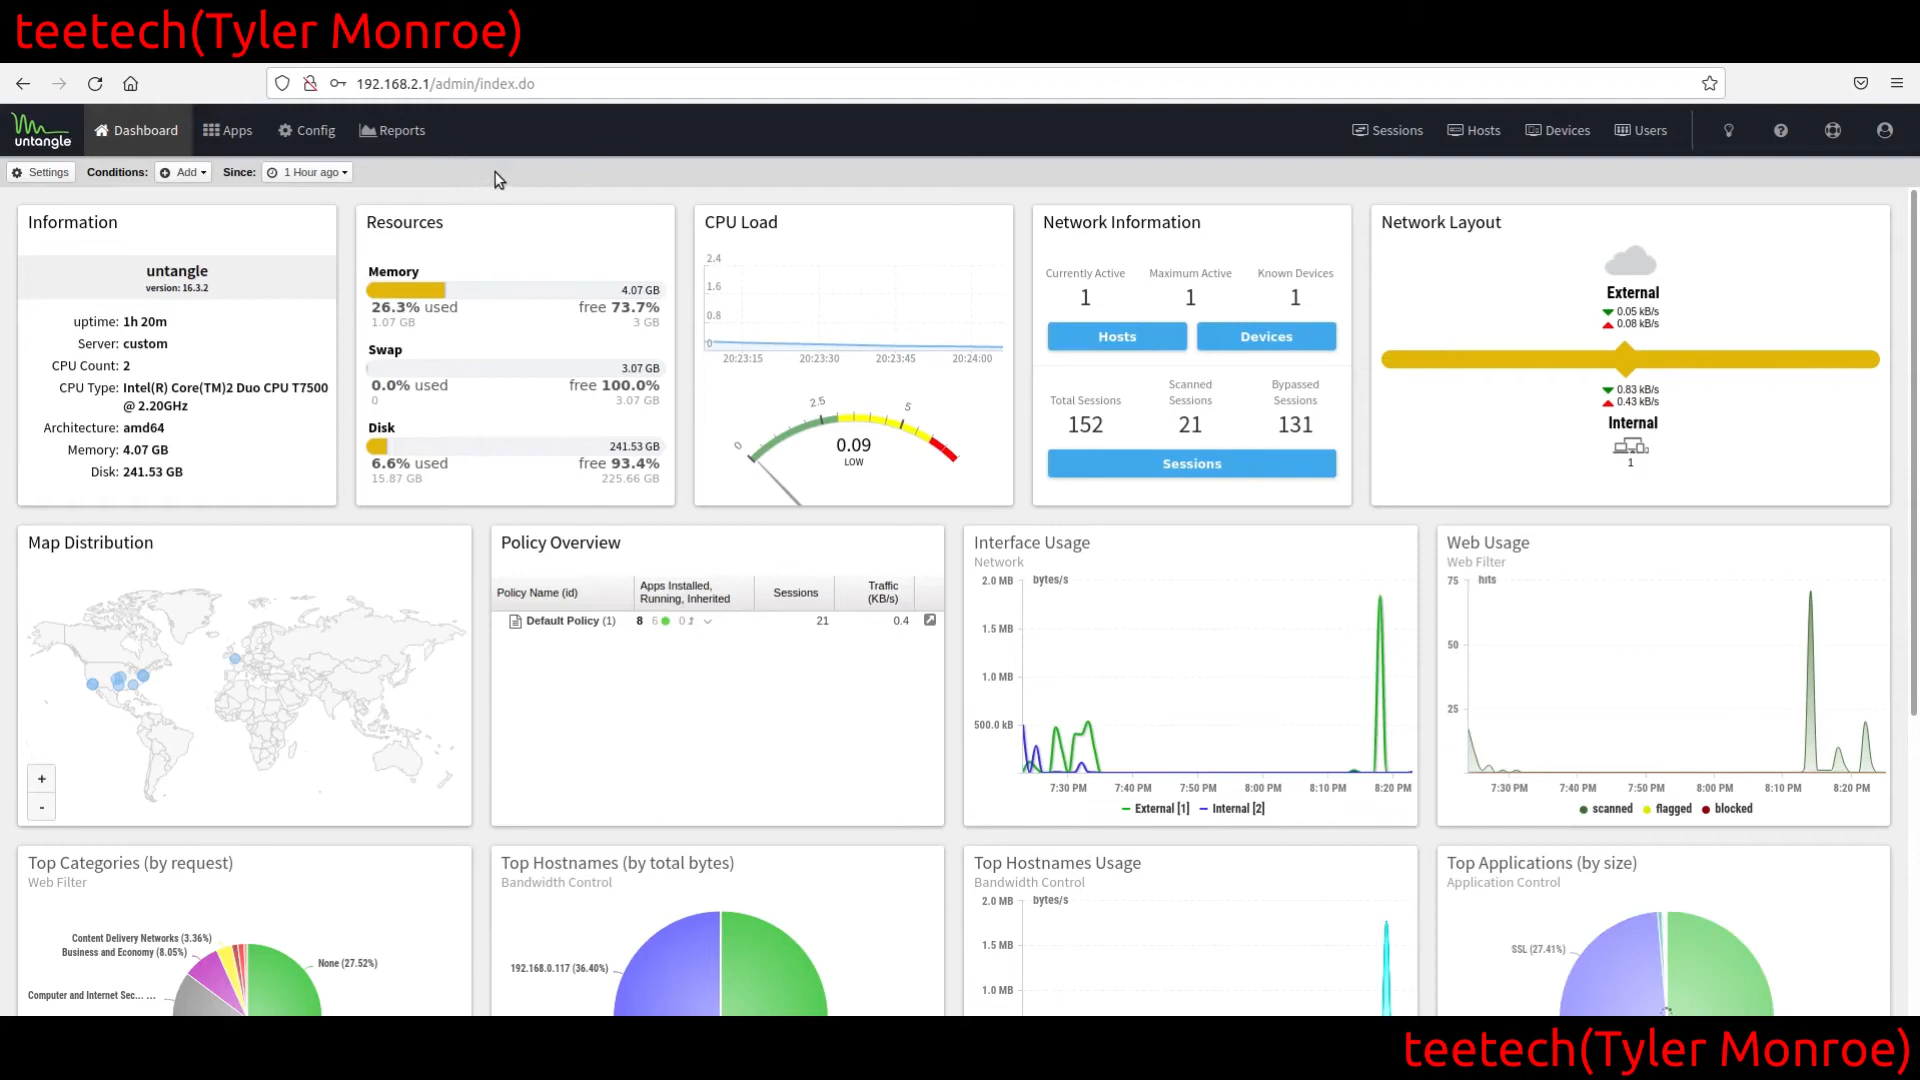 teetech(Tyler Monroe)
192.168.2.1/admin/index.do
untangle
Dashboard
Apps
Config
Reports
Sessions
Hosts
Devices
Users
Settings
Conditions:
Add
Since:
1 Hour ago
Information
untangle
version: 16.3.2
uptime: 1h 20m
Server: custom
CPU Count: 2
CPU Type: Intel(R) Core(TM)2 Duo CPU T7500
@ 2.20GHz
Architecture: amd64
Memory: 4.07 GB
Disk: 241.53 GB
Resources
Memory
4.07 GB
26.3% used free 73.7%
1.07 GB 3 GB
Swap
3.07 GB
0.0% used free 100.0%
0 3.07 GB
Disk
241.53 GB
6.6% used free 93.4%
15.87 GB 225.66 GB
CPU Load
2.4
1.6
0.8
0
20:23:15 20:23:30 20:23:45 20:24:00
0
2.5
5
0.09
LOW
Network Information
Currently Active Maximum Active Known Devices
1 1 1
Hosts Devices
Total Sessions Scanned Sessions Bypassed Sessions
152 21 131
Sessions
Network Layout
External
0.05 kB/s
0.08 kB/s
0.83 kB/s
0.43 kB/s
Internal
1
Map Distribution
+
-
Policy Overview
Policy Name (id) Apps Installed, Running, Inherited Sessions Traffic (KB/s)
Default Policy (1) 8 6 0 21 0.4
Interface Usage
Network
2.0 MB bytes/s
1.5 MB
1.0 MB
500.0 kB
7:30 PM 7:40 PM 7:50 PM 8:00 PM 8:10 PM 8:20 PM
External [1] Internal [2]
Web Usage
Web Filter
75 hits
50
25
7:30 PM 7:40 PM 7:50 PM 8:00 PM 8:10 PM 8:20 PM
scanned flagged blocked
Top Categories (by request)
Web Filter
Content Delivery Networks (3.36%)
Business and Economy (8.05%)
None (27.52%)
Computer and Internet Sec... ...
Top Hostnames (by total bytes)
Bandwidth Control
192.168.0.117 (36.40%)
Top Hostnames Usage
Bandwidth Control
2.0 MB bytes/s
1.5 MB
1.0 MB
Top Applications (by size)
Application Control
SSL (27.41%)
teetech(Tyler Monroe)